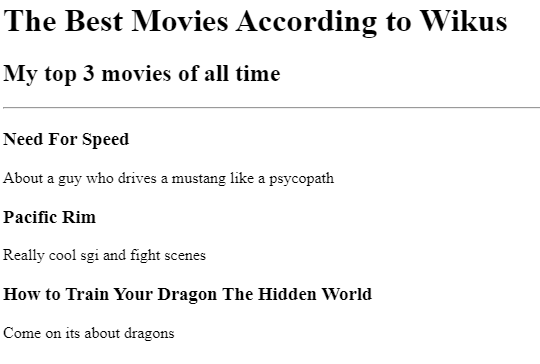 The Best Movies According to Wikus
My top 3 movies of all time
Need For Speed
About a guy who drives a mustang like a psycopath
Pacific Rim
Really cool sgi and fight scenes
How to Train Your Dragon The Hidden World
Come on its about dragons